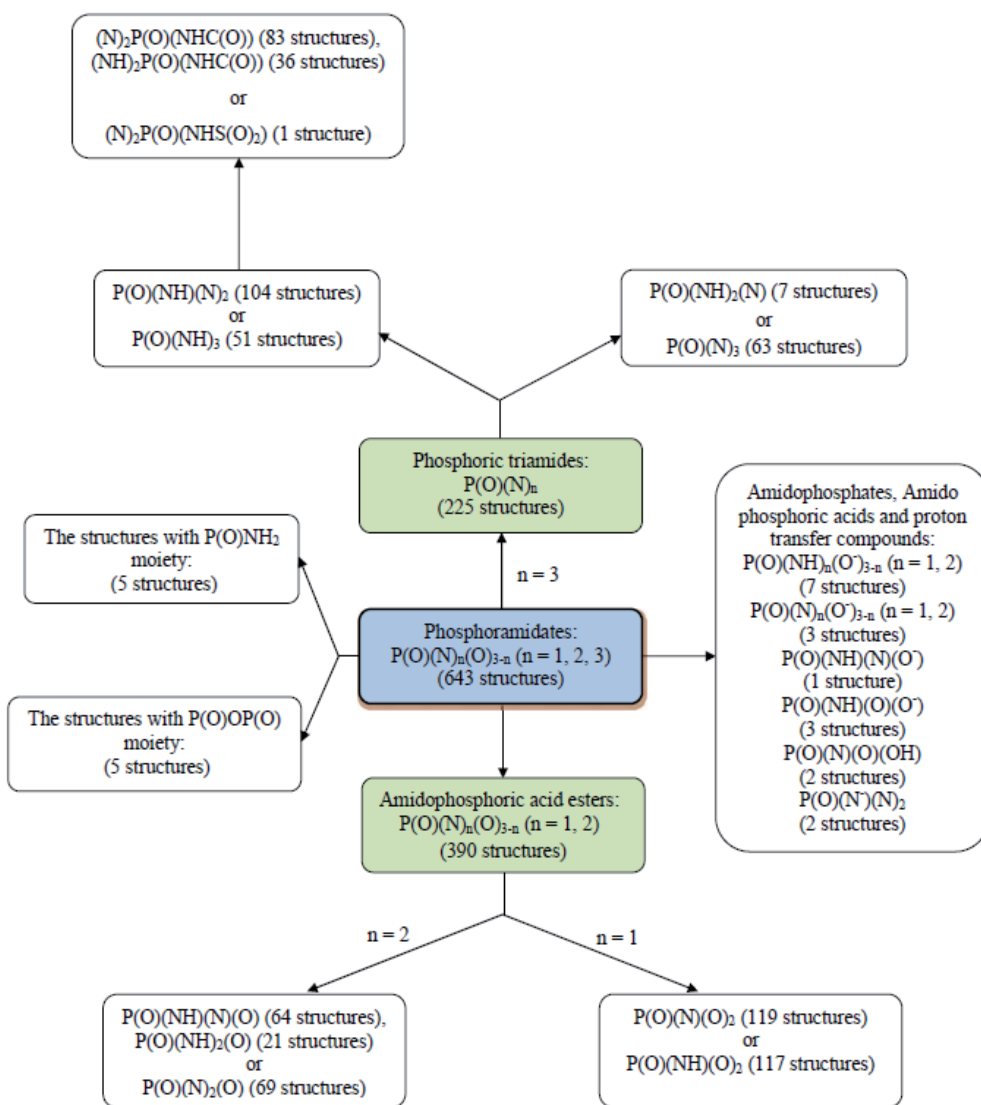 (N)₂P(O)(NHC(O)) (83 structures),
(NH)₂P(O)(NHC(O)) (36 structures)
or
(N)₂P(O)(NHS(O)₂) (1 structure)
P(O)(NH)(N)₂ (104 structures)
or
P(O)(NH)₃ (51 structures)
P(O)(NH)₂(N) (7 structures)
or
P(O)(N)₃ (63 structures)
Phosphoric triamides:
P(O)(N)ₙ
(225 structures)
n = 3
The structures with P(O)NH₂
moiety:
(5 structures)
Phosphoramidates:
P(O)(N)ₙ(O)₃₋ₙ (n = 1, 2, 3)
(643 structures)
The structures with P(O)OP(O)
moiety:
(5 structures)
Amidophosphates, Amido
phosphoric acids and proton
transfer compounds:
P(O)(NH)ₙ(O⁻)₃₋ₙ (n = 1, 2)
(7 structures)
P(O)(N)ₙ(O⁻)₃₋ₙ (n = 1, 2)
(3 structures)
P(O)(NH)(N)(O⁻)
(1 structure)
P(O)(NH)(O)(O⁻)
(3 structures)
P(O)(N)(O)(OH)
(2 structures)
P(O)(N⁻)(N)₂
(2 structures)
Amidophosphoric acid esters:
P(O)(N)ₙ(O)₃₋ₙ (n = 1, 2)
(390 structures)
n = 2
n = 1
P(O)(NH)(N)(O) (64 structures),
P(O)(NH)₂(O) (21 structures)
or
P(O)(N)₂(O) (69 structures)
P(O)(N)(O)₂ (119 structures)
or
P(O)(NH)(O)₂ (117 structures)